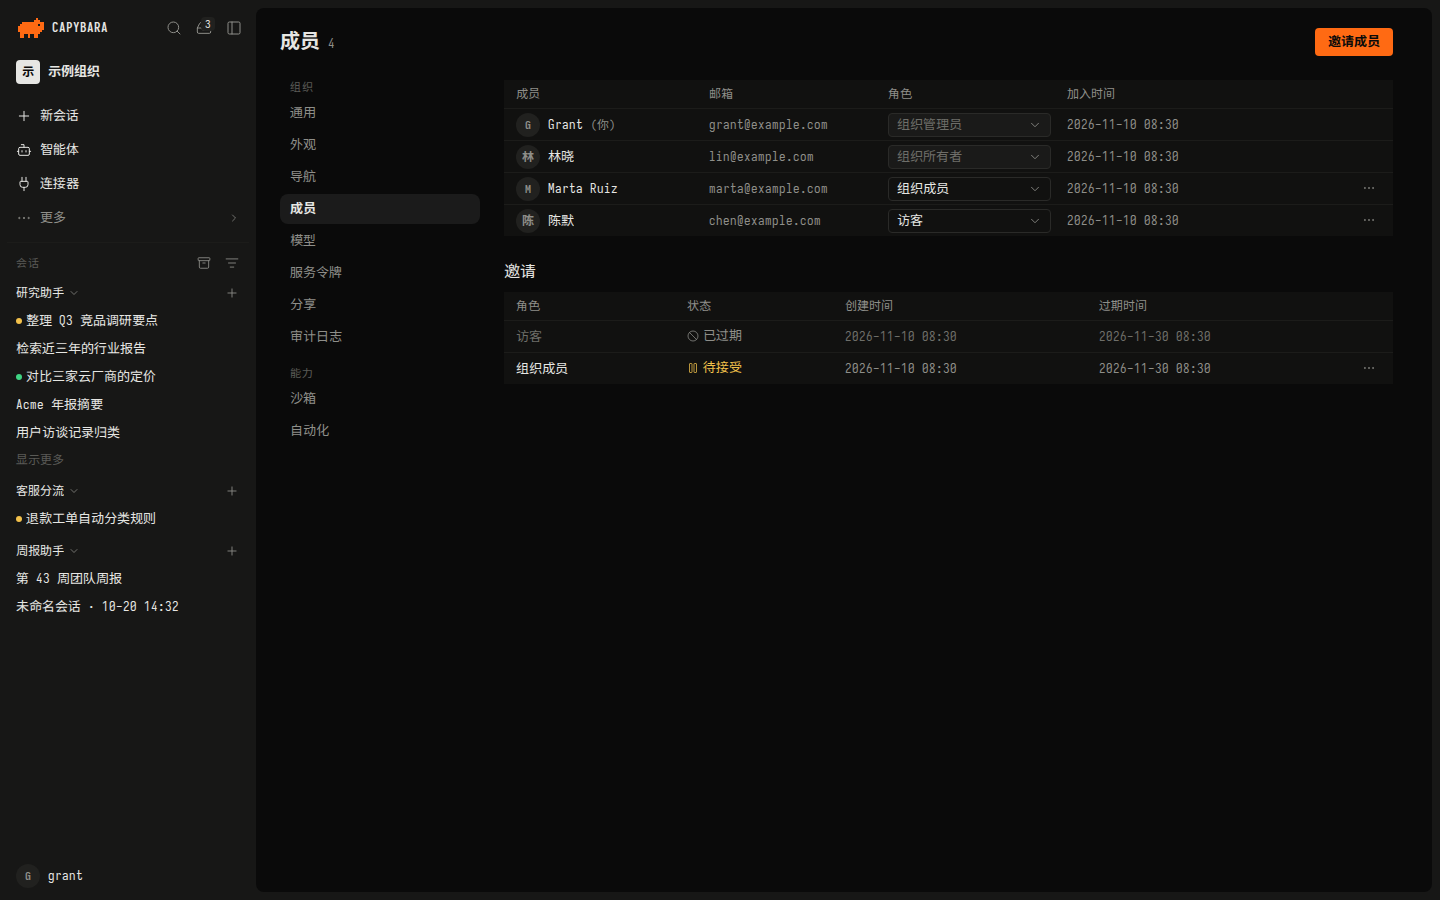 CAPYBARA
3
示 示例组织
新会话
智能体
连接器
更多
会话
研究助手
整理 Q3 竞品调研要点
检索近三年的行业报告
对比三家云厂商的定价
Acme 年报摘要
用户访谈记录归类
显示更多
客服分流
退款工单自动分类规则
周报助手
第 43 周团队周报
未命名会话 · 10-20 14:32
G grant
成员 4
邀请成员
组织
通用
外观
导航
成员
模型
服务令牌
分享
审计日志
能力
沙箱
自动化
成员 邮箱 角色 加入时间
G Grant (你) grant@example.com 组织管理员 2026-11-10 08:30
林 林晓 lin@example.com 组织所有者 2026-11-10 08:30
M Marta Ruiz marta@example.com 组织成员 2026-11-10 08:30
陈 陈默 chen@example.com 访客 2026-11-10 08:30
邀请
角色 状态 创建时间 过期时间
访客 已过期 2026-11-10 08:30 2026-11-30 08:30
组织成员 待接受 2026-11-10 08:30 2026-11-30 08:30